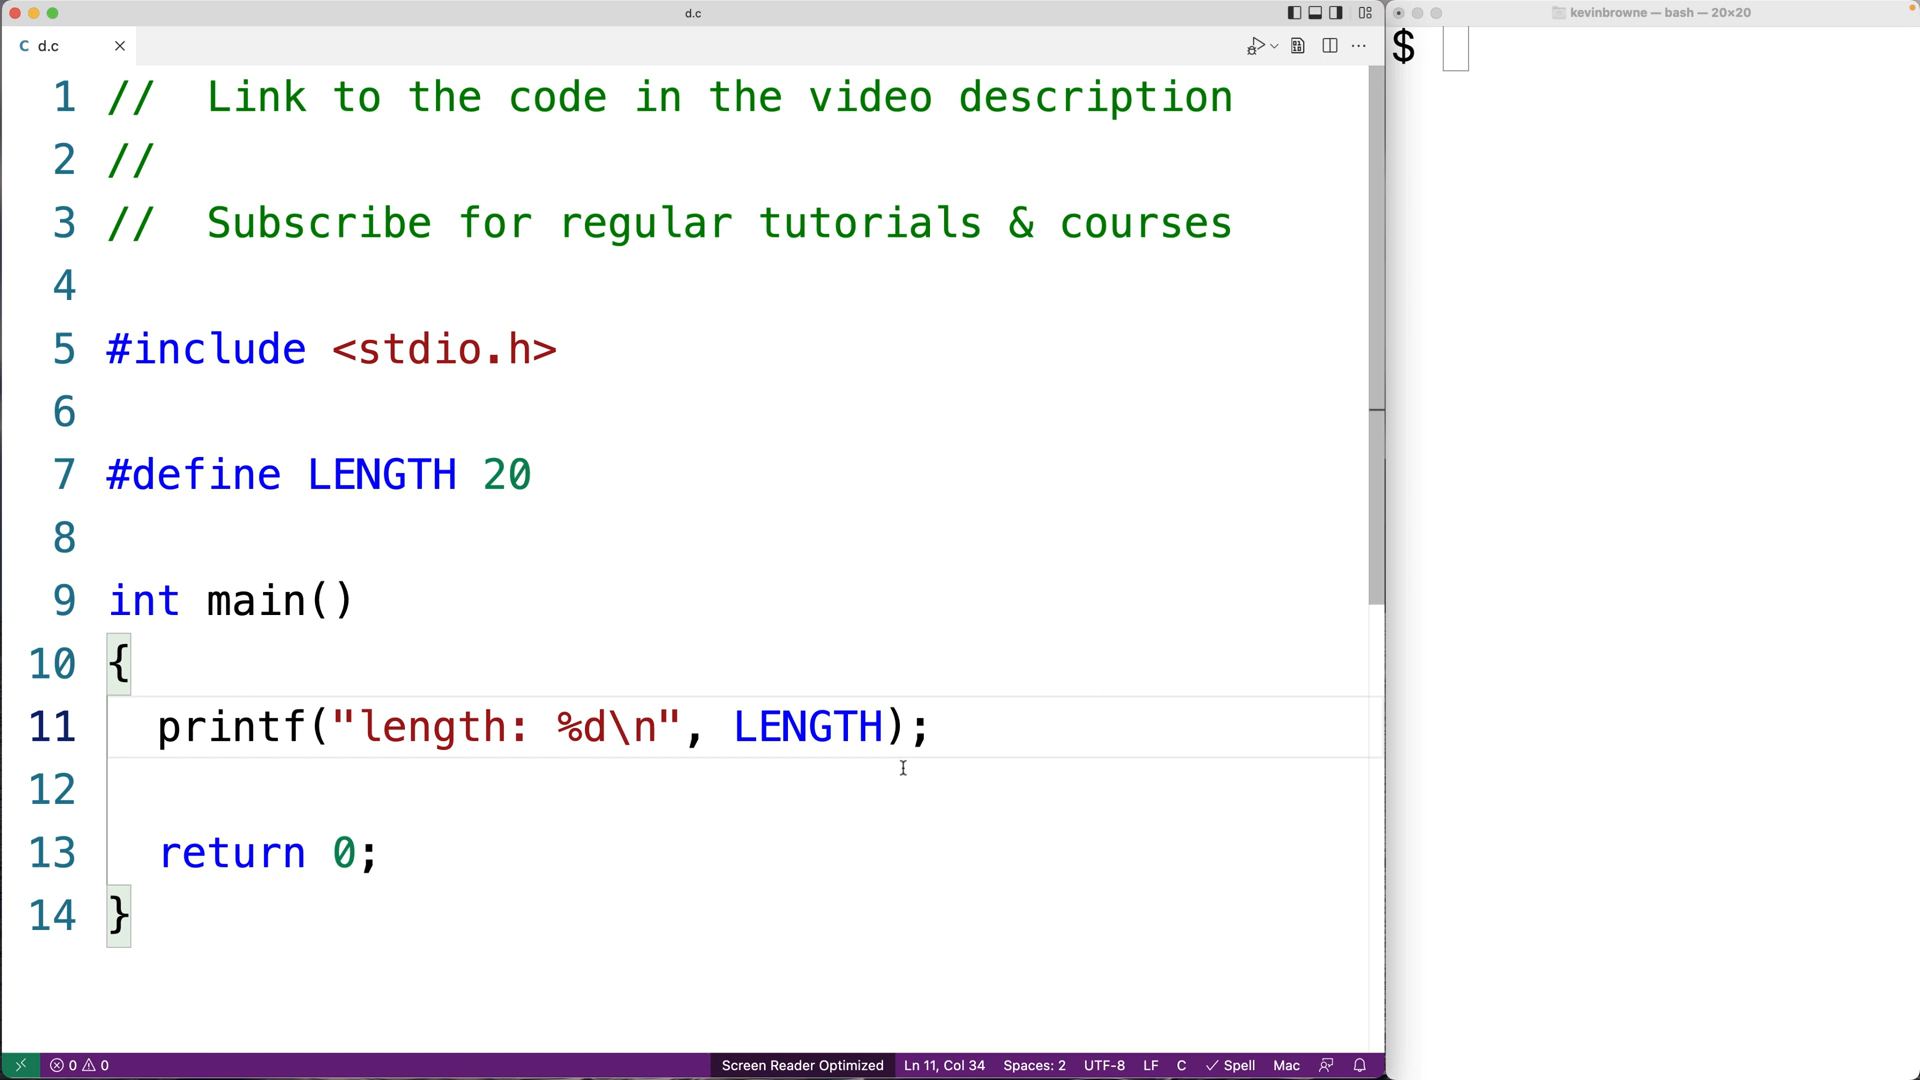 d.c
kevinbrowne — bash — 20×20
C d.c
$
1 // Link to the code in the video description
2 //
3 // Subscribe for regular tutorials & courses
4
5 #include <stdio.h>
6
7 #define LENGTH 20
8
9 int main()
10 {
11 printf("length: %d\n", LENGTH);
12
13 return 0;
14 }
0 0 Screen Reader Optimized Ln 11, Col 34 Spaces: 2 UTF-8 LF C Spell Mac